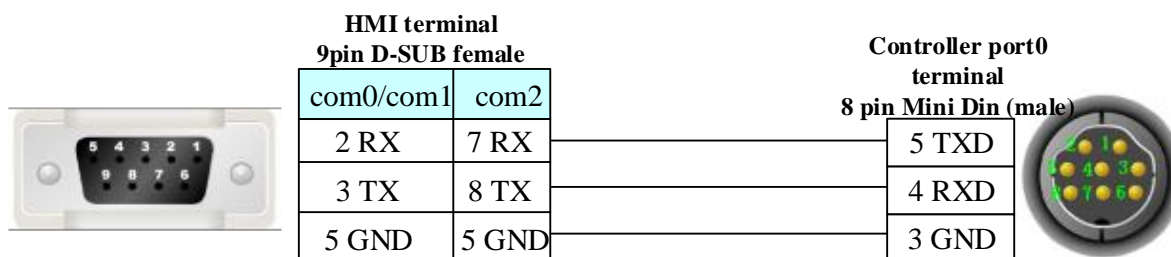 HMI terminal
9pin D-SUB female
com0/com1 com2
2 RX 7 RX
3 TX 8 TX
5 GND 5 GND
Controller port0
terminal
8 pin Mini Din (male)
5 TXD
4 RXD
3 GND
5 4 3 2 1
9 8 7 6
2 1
5 4 3
8 7 6